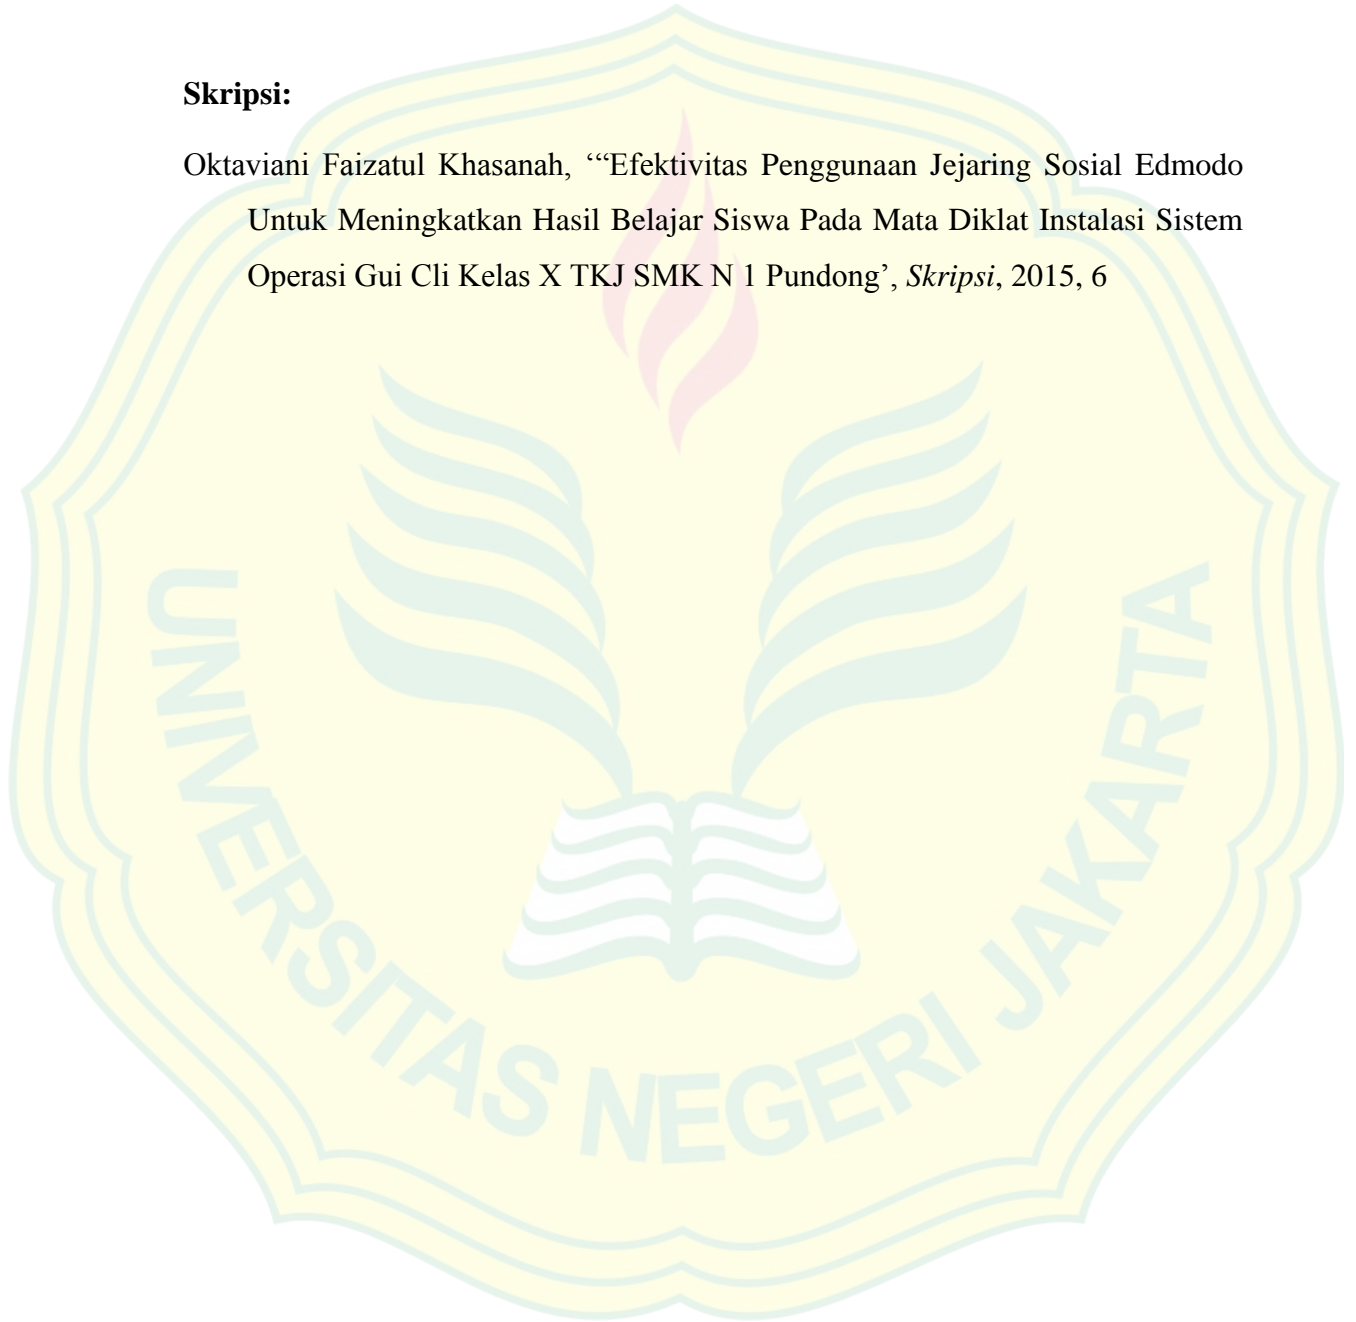 Skripsi:
Oktaviani Faizatul Khasanah, ‘“Efektivitas Penggunaan Jejaring Sosial Edmodo
Untuk Meningkatkan Hasil Belajar Siswa Pada Mata Diklat Instalasi Sistem
Operasi Gui Cli Kelas X TKJ SMK N 1 Pundong’, Skripsi, 2015, 6
UNIVERSITAS NEGERI JAKARTA